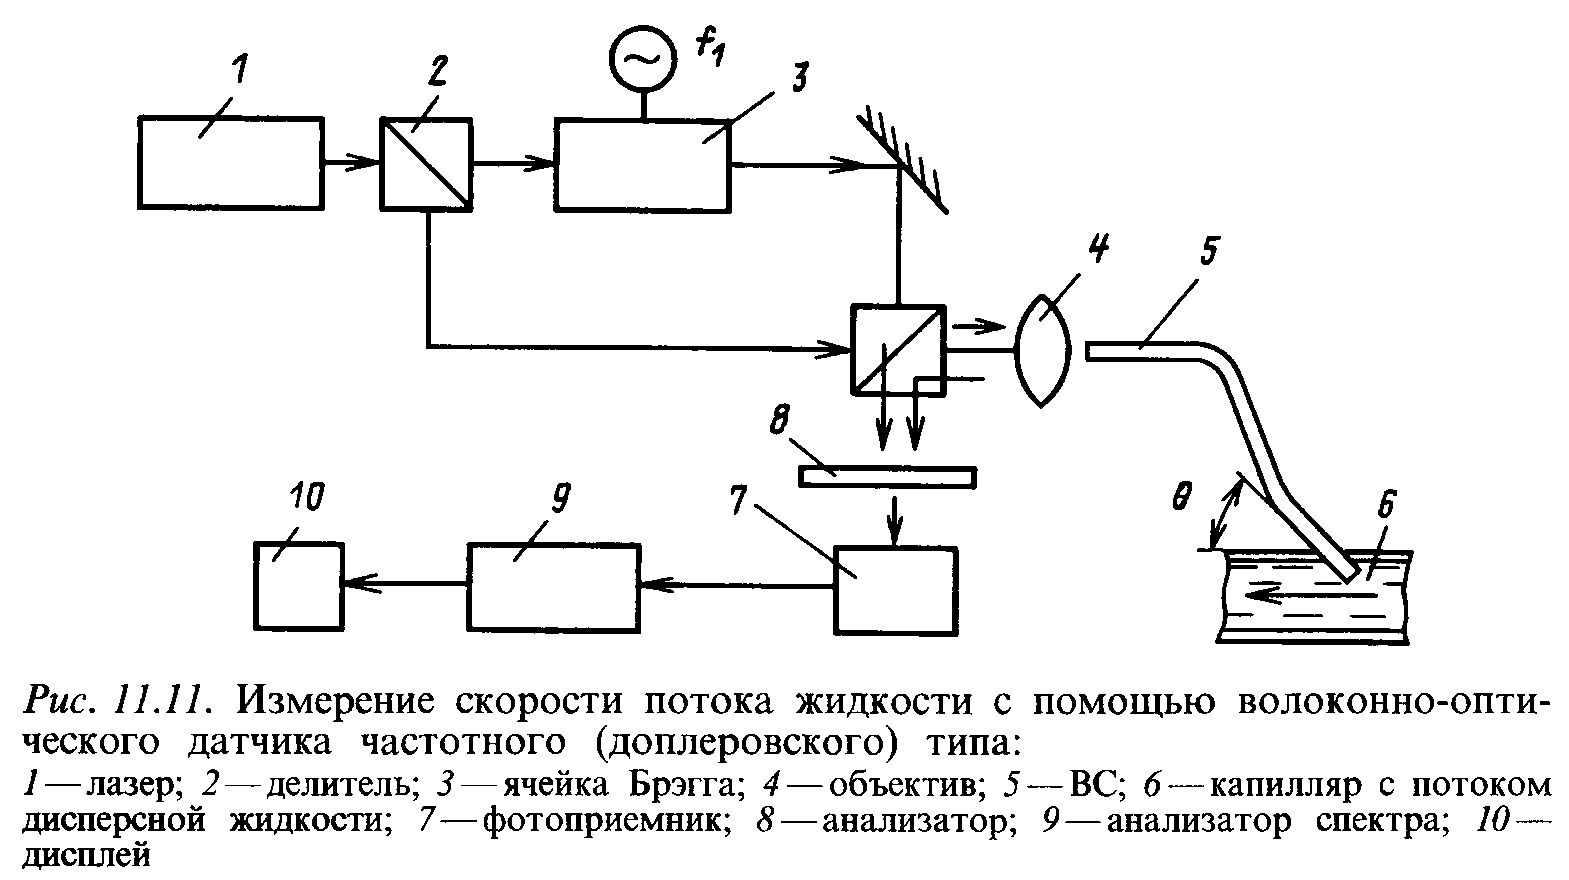 1
2
f₁
3
4
5
8
10
9
7
θ
6
Рис. 11.11. Измерение скорости потока жидкости с помощью волоконно-опти-
ческого датчика частотного (доплеровского) типа:
1—лазер; 2—делитель; 3—ячейка Брэгга; 4—объектив; 5—ВС; 6—капилляр с потоком
дисперсной жидкости; 7—фотоприемник; 8—анализатор; 9—анализатор спектра; 10—
дисплей